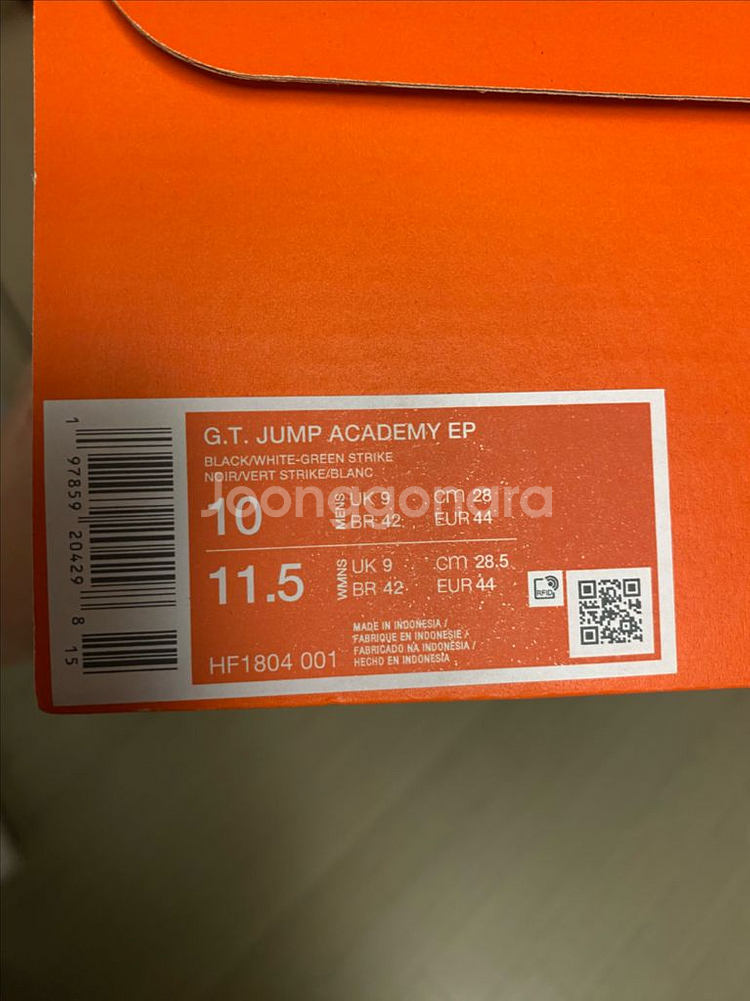 G.T. JUMP ACADEMY EP
BLACK/WHITE-GREEN STRIKE
NOIR/VERT STRIKE/BLANC
Joonggonara
10 MENS UK 9 cm 28
BR 42 EUR 44
11.5 WMNS UK 9 cm 28.5
BR 42 EUR 44
RFID
MADE IN INDONESIA /
FABRIQUE EN INDONESIE /
FABRICADO NA INDONÉSIA /
HECHO EN INDONESIA
HF1804 001
1 97859 20429 8 15